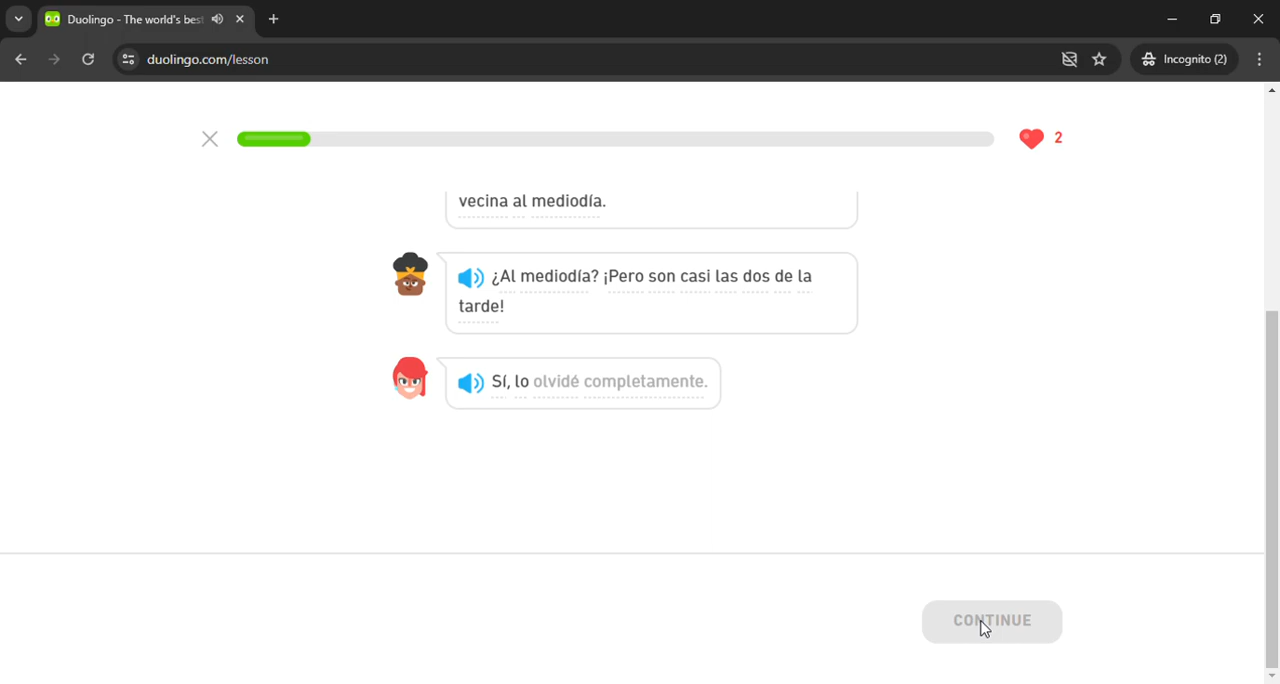 Duolingo - The world's best
duolingo.com/lesson
Incognito (2)
2
vecina al mediodía.
¿Al mediodía? ¡Pero son casi las dos de la
tarde!
Sí, lo olvidé completamente.
CONTINUE